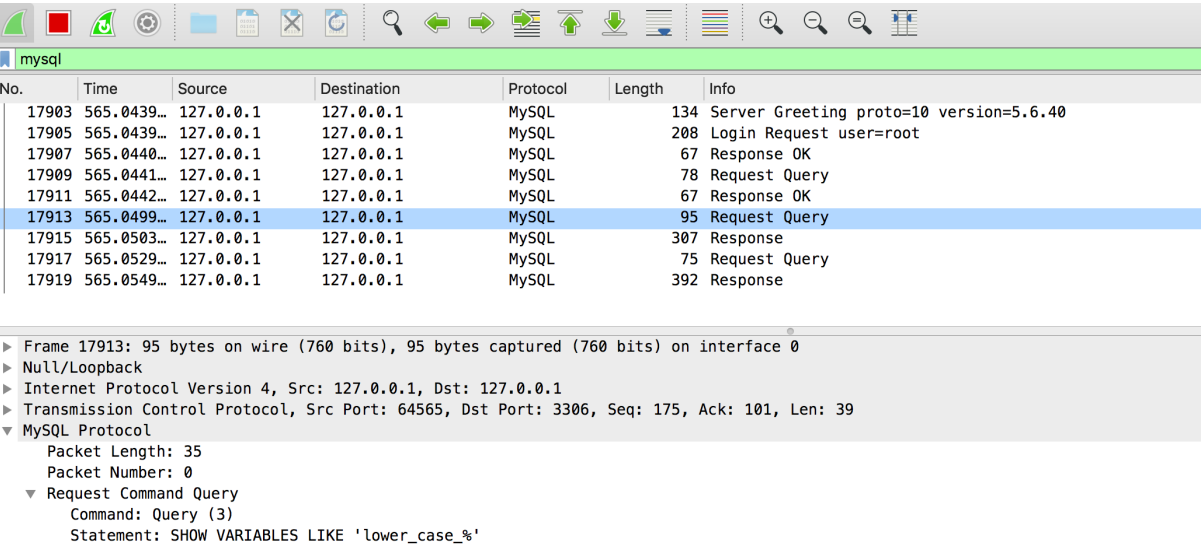 mysql
No. Time Source Destination Protocol Length Info
17903 565.0439… 127.0.0.1 127.0.0.1 MySQL 134 Server Greeting proto=10 version=5.6.40
17905 565.0439… 127.0.0.1 127.0.0.1 MySQL 208 Login Request user=root
17907 565.0440… 127.0.0.1 127.0.0.1 MySQL 67 Response OK
17909 565.0441… 127.0.0.1 127.0.0.1 MySQL 78 Request Query
17911 565.0442… 127.0.0.1 127.0.0.1 MySQL 67 Response OK
17913 565.0499… 127.0.0.1 127.0.0.1 MySQL 95 Request Query
17915 565.0503… 127.0.0.1 127.0.0.1 MySQL 307 Response
17917 565.0529… 127.0.0.1 127.0.0.1 MySQL 75 Request Query
17919 565.0549… 127.0.0.1 127.0.0.1 MySQL 392 Response
Frame 17913: 95 bytes on wire (760 bits), 95 bytes captured (760 bits) on interface 0
Null/Loopback
Internet Protocol Version 4, Src: 127.0.0.1, Dst: 127.0.0.1
Transmission Control Protocol, Src Port: 64565, Dst Port: 3306, Seq: 175, Ack: 101, Len: 39
MySQL Protocol
Packet Length: 35
Packet Number: 0
Request Command Query
Command: Query (3)
Statement: SHOW VARIABLES LIKE 'lower_case_%'